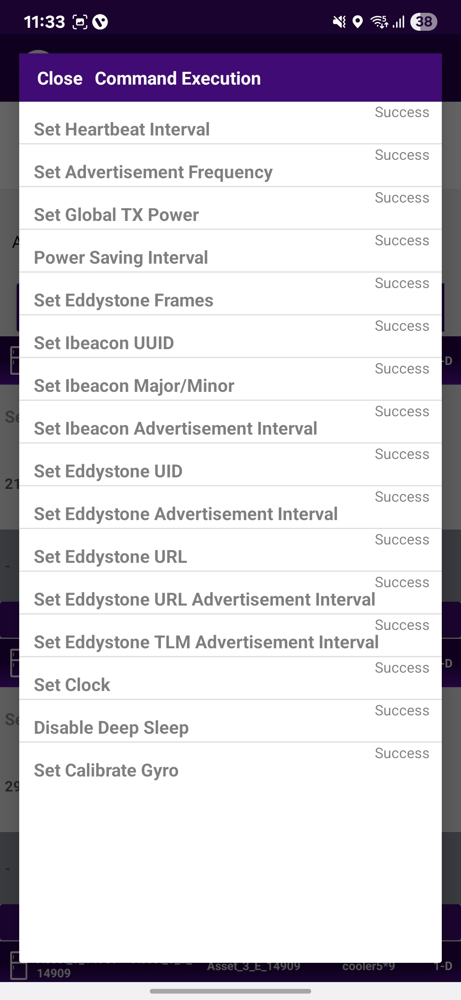 11:33
5
38
Close Command Execution
Success
Set Heartbeat Interval
Success
Set Advertisement Frequency
Success
Set Global TX Power
Success
Power Saving Interval
Success
Set Eddystone Frames
Success
Set Ibeacon UUID
-D
Success
Set Ibeacon Major/Minor
Success
Set Ibeacon Advertisement Interval
Success
Set Eddystone UID
21
Success
Set Eddystone Advertisement Interval
Success
Set Eddystone URL
-
Success
Set Eddystone URL Advertisement Interval
Success
Set Eddystone TLM Advertisement Interval
Success
Set Clock
-D
Success
Disable Deep Sleep
Success
Set Calibrate Gyro
29
-
14909
Asset_3_E_14909
cooler5*9
1-D